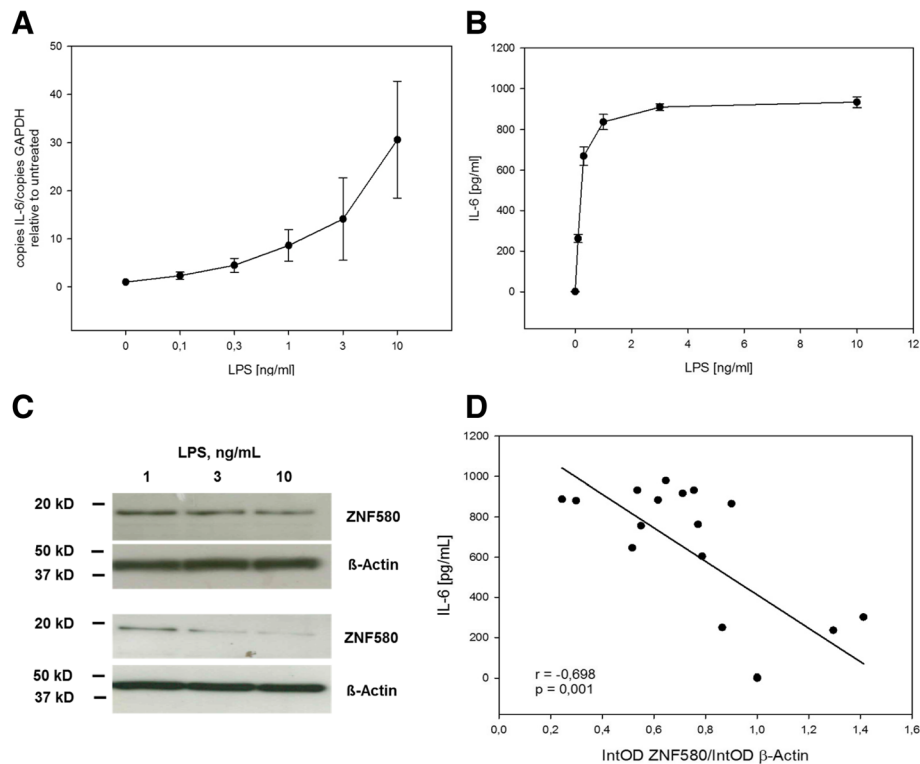 A
50
40
30
20
10
0
copies IL-6/copies GAPDH
relative to untreated
0 0,1 0,3 1 3 10
LPS [ng/ml]
B
1200
1000
800
600
400
200
0
IL-6 [pg/ml]
0 2 4 6 8 10 12
LPS [ng/ml]
C
LPS, ng/mL
1 3 10
20 kD
ZNF580
50 kD
ß-Actin
37 kD
20 kD
ZNF580
50 kD
ß-Actin
37 kD
D
1200
1000
800
600
400
200
0
IL-6 [pg/mL]
r = -0,698
p = 0,001
0,0 0,2 0,4 0,6 0,8 1,0 1,2 1,4 1,6
IntOD ZNF580/IntOD β-Actin